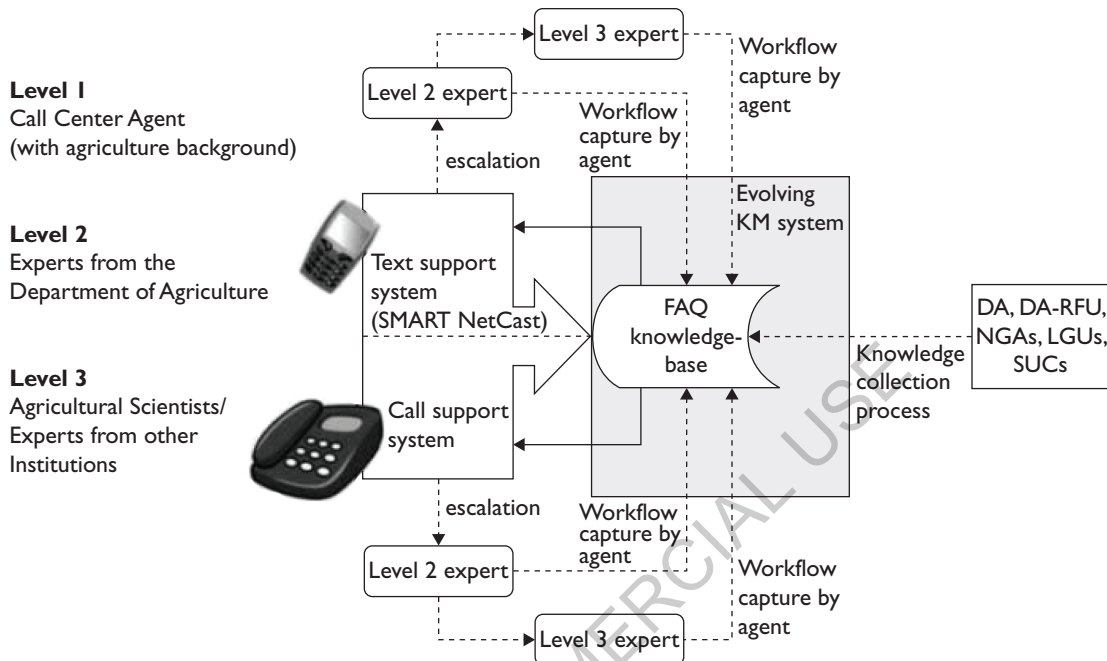 Level 1
Call Center Agent
(with agriculture background)
Level 2
Experts from the
Department of Agriculture
Level 3
Agricultural Scientists/
Experts from other
Institutions
Level 3 expert
Workflow
capture by
agent
Level 2 expert
Workflow
capture by
agent
escalation
Evolving
KM system
Text support
system
(SMART NetCast)
FAQ
knowledge-
base
DA, DA-RFU,
NGAs, LGUs,
SUCs
Knowledge
collection
process
Call support
system
escalation
Workflow
capture by
agent
Level 2 expert
Workflow
capture by
agent
Level 3 expert
MERCIAL USE